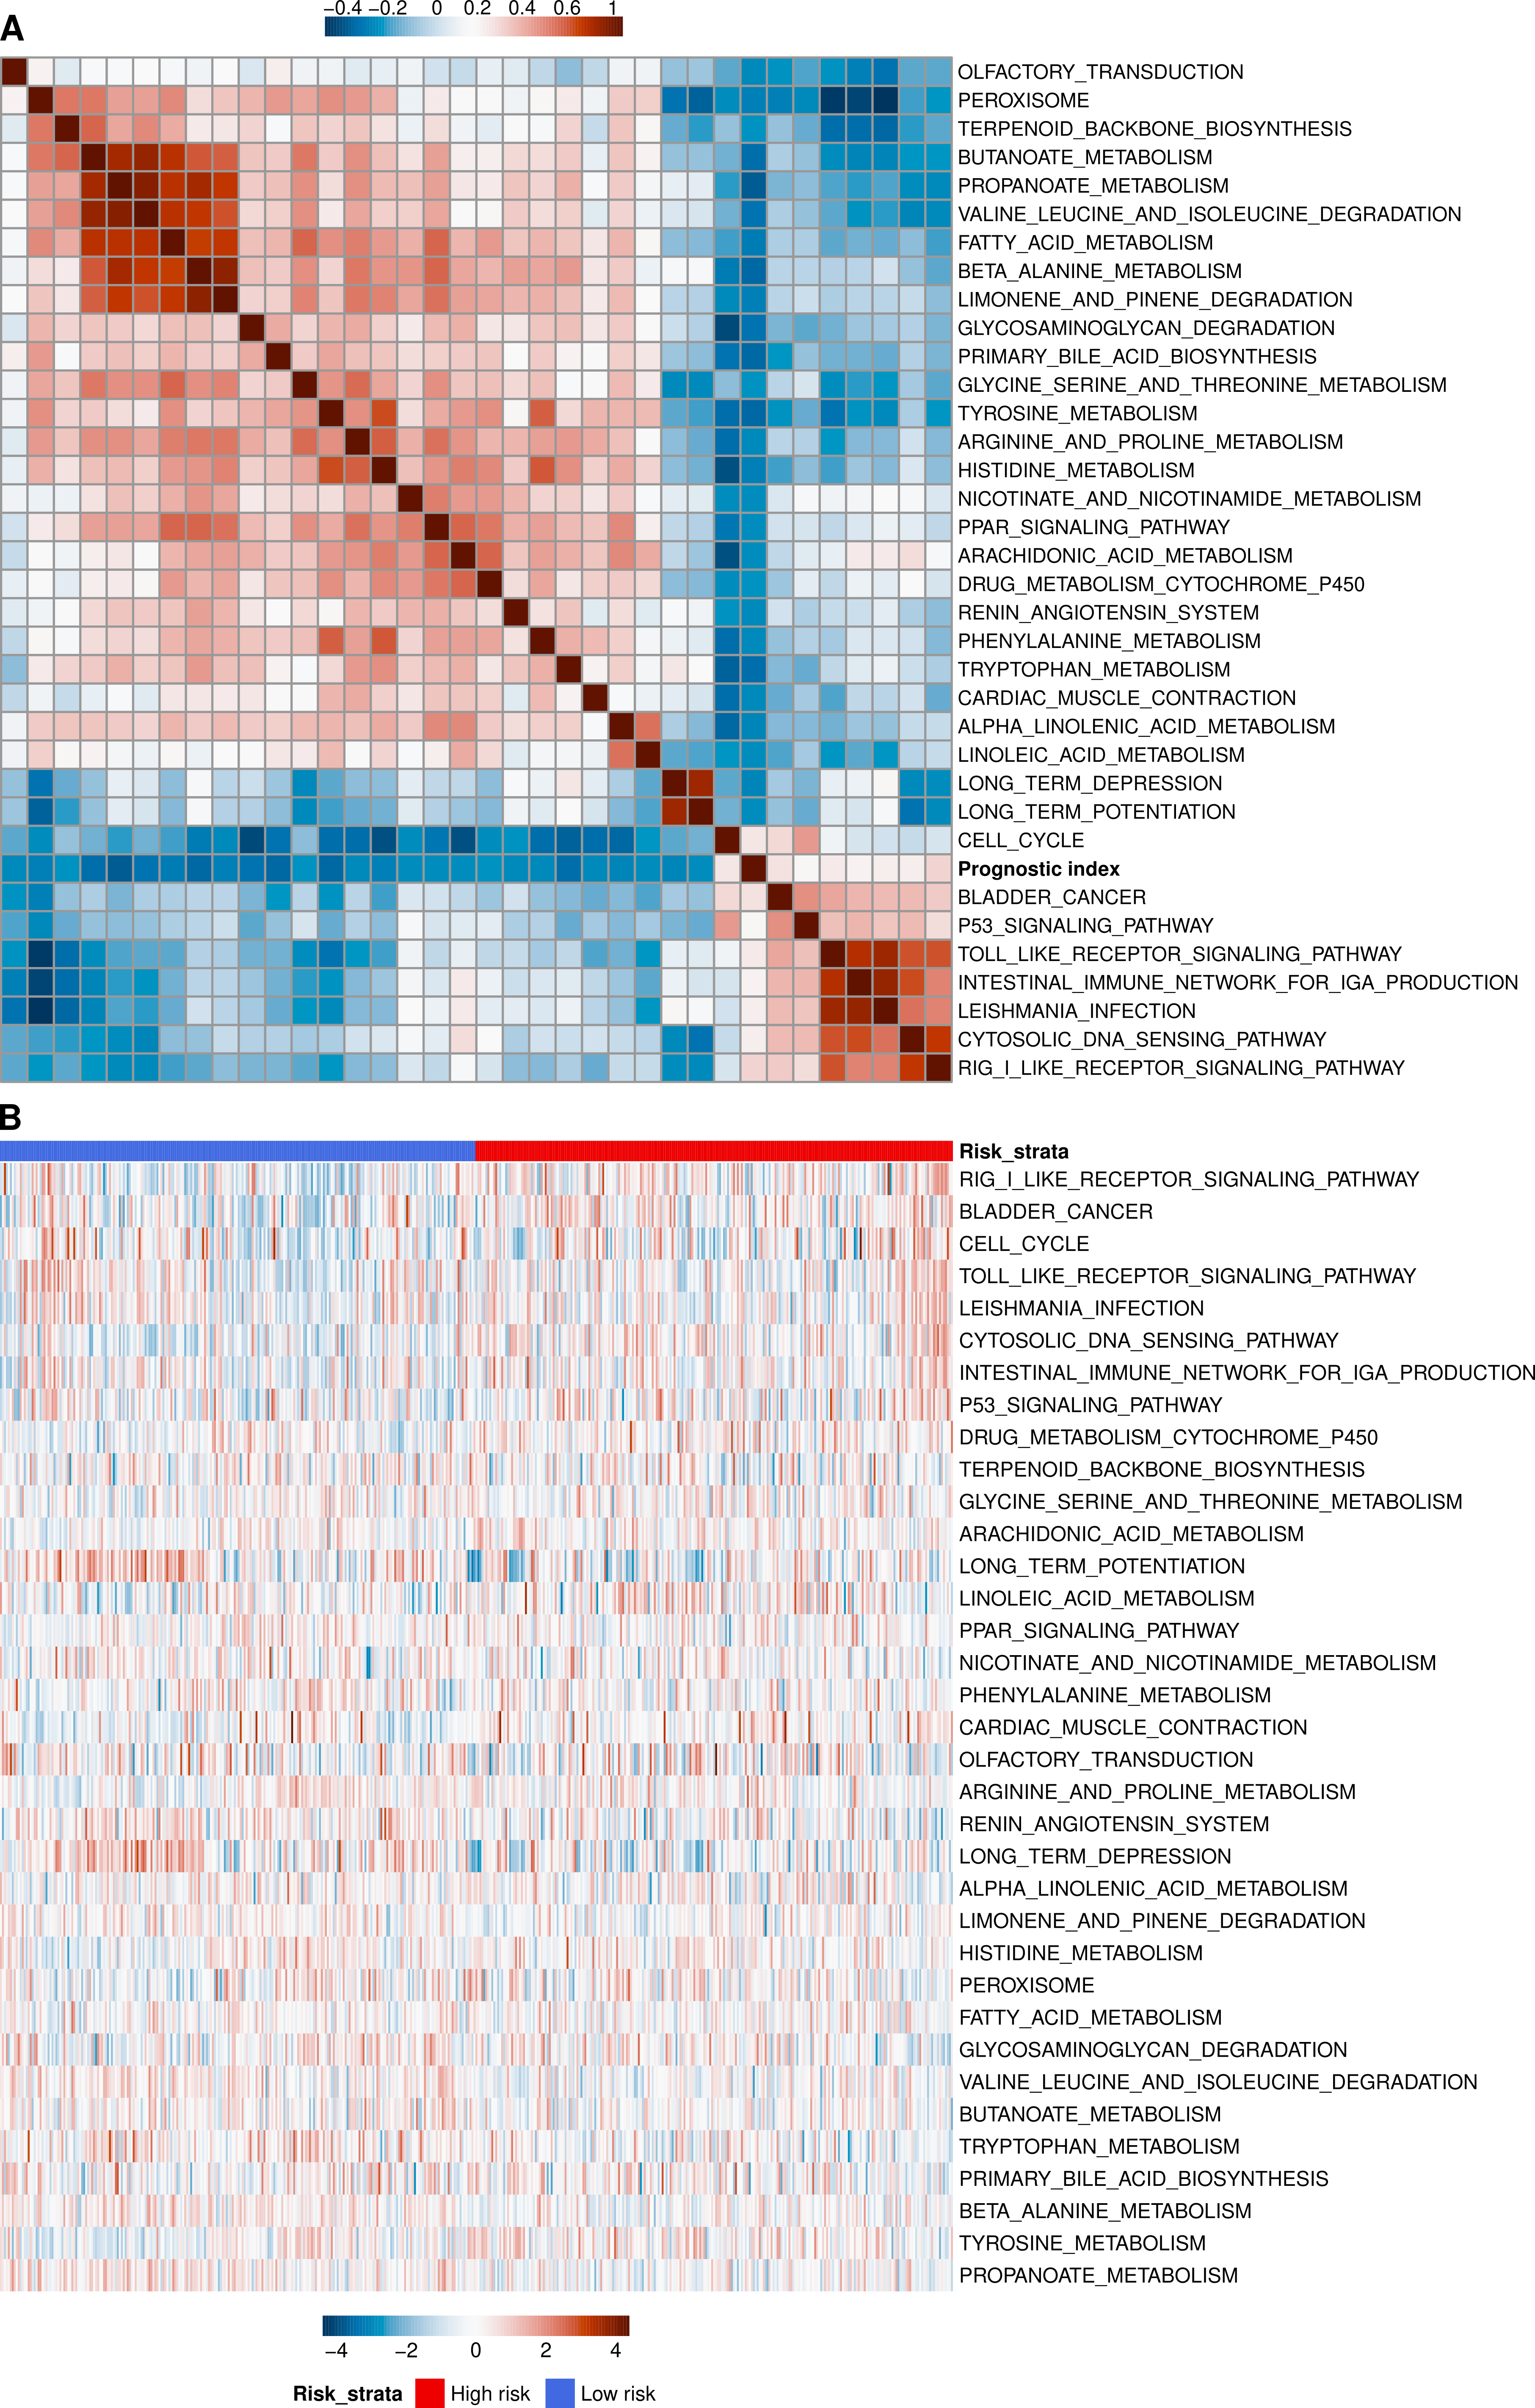 A
−0.4 −0.2 0 0.2 0.4 0.6 1
OLFACTORY_TRANSDUCTION
PEROXISOME
TERPENOID_BACKBONE_BIOSYNTHESIS
BUTANOATE_METABOLISM
PROPANOATE_METABOLISM
VALINE_LEUCINE_AND_ISOLEUCINE_DEGRADATION
FATTY_ACID_METABOLISM
BETA_ALANINE_METABOLISM
LIMONENE_AND_PINENE_DEGRADATION
GLYCOSAMINOGLYCAN_DEGRADATION
PRIMARY_BILE_ACID_BIOSYNTHESIS
GLYCINE_SERINE_AND_THREONINE_METABOLISM
TYROSINE_METABOLISM
ARGININE_AND_PROLINE_METABOLISM
HISTIDINE_METABOLISM
NICOTINATE_AND_NICOTINAMIDE_METABOLISM
PPAR_SIGNALING_PATHWAY
ARACHIDONIC_ACID_METABOLISM
DRUG_METABOLISM_CYTOCHROME_P450
RENIN_ANGIOTENSIN_SYSTEM
PHENYLALANINE_METABOLISM
TRYPTOPHAN_METABOLISM
CARDIAC_MUSCLE_CONTRACTION
ALPHA_LINOLENIC_ACID_METABOLISM
LINOLEIC_ACID_METABOLISM
LONG_TERM_DEPRESSION
LONG_TERM_POTENTIATION
CELL_CYCLE
Prognostic index
BLADDER_CANCER
P53_SIGNALING_PATHWAY
TOLL_LIKE_RECEPTOR_SIGNALING_PATHWAY
INTESTINAL_IMMUNE_NETWORK_FOR_IGA_PRODUCTION
LEISHMANIA_INFECTION
CYTOSOLIC_DNA_SENSING_PATHWAY
RIG_I_LIKE_RECEPTOR_SIGNALING_PATHWAY
B
Risk_strata
RIG_I_LIKE_RECEPTOR_SIGNALING_PATHWAY
BLADDER_CANCER
CELL_CYCLE
TOLL_LIKE_RECEPTOR_SIGNALING_PATHWAY
LEISHMANIA_INFECTION
CYTOSOLIC_DNA_SENSING_PATHWAY
INTESTINAL_IMMUNE_NETWORK_FOR_IGA_PRODUCTION
P53_SIGNALING_PATHWAY
DRUG_METABOLISM_CYTOCHROME_P450
TERPENOID_BACKBONE_BIOSYNTHESIS
GLYCINE_SERINE_AND_THREONINE_METABOLISM
ARACHIDONIC_ACID_METABOLISM
LONG_TERM_POTENTIATION
LINOLEIC_ACID_METABOLISM
PPAR_SIGNALING_PATHWAY
NICOTINATE_AND_NICOTINAMIDE_METABOLISM
PHENYLALANINE_METABOLISM
CARDIAC_MUSCLE_CONTRACTION
OLFACTORY_TRANSDUCTION
ARGININE_AND_PROLINE_METABOLISM
RENIN_ANGIOTENSIN_SYSTEM
LONG_TERM_DEPRESSION
ALPHA_LINOLENIC_ACID_METABOLISM
LIMONENE_AND_PINENE_DEGRADATION
HISTIDINE_METABOLISM
PEROXISOME
FATTY_ACID_METABOLISM
GLYCOSAMINOGLYCAN_DEGRADATION
VALINE_LEUCINE_AND_ISOLEUCINE_DEGRADATION
BUTANOATE_METABOLISM
TRYPTOPHAN_METABOLISM
PRIMARY_BILE_ACID_BIOSYNTHESIS
BETA_ALANINE_METABOLISM
TYROSINE_METABOLISM
PROPANOATE_METABOLISM
−4 −2 0 2 4
Risk_strata High risk Low risk